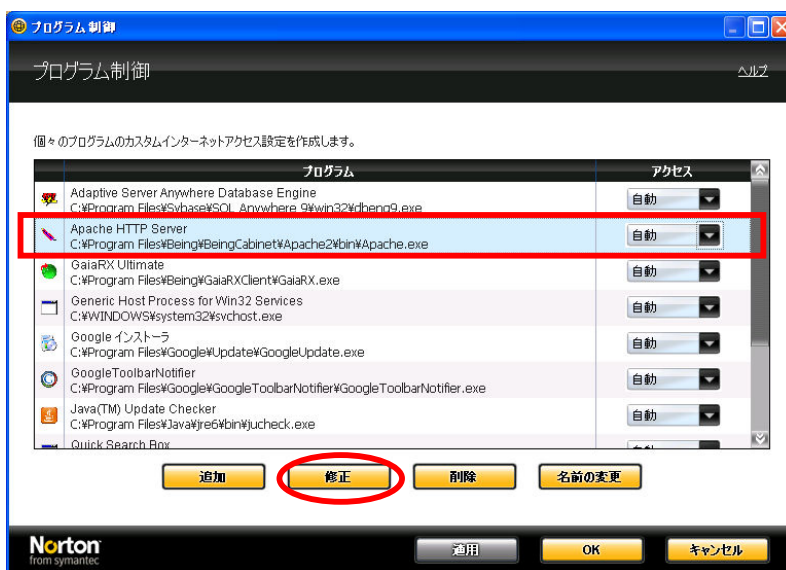 プログラム制御
プログラム制御
ヘルプ
個々のプログラムのカスタムインターネットアクセス設定を作成します。
プログラム
アクセス
Adaptive Server Anywhere Database Engine
C:¥Program Files¥Sybase¥SQL Anywhere 9¥win32¥dbeng9.exe
自動
Apache HTTP Server
C:¥Program Files¥Being¥BeingCabinet¥Apache2¥bin¥Apache.exe
自動
GaiaRX Ultimate
C:¥Program Files¥Being¥GaiaRXClient¥GaiaRX.exe
自動
Generic Host Process for Win32 Services
C:¥WINDOWS¥system32¥svchost.exe
自動
Google インストーラ
C:¥Program Files¥Google¥Update¥GoogleUpdate.exe
自動
GoogleToolbarNotifier
C:¥Program Files¥Google¥GoogleToolbarNotifier¥GoogleToolbarNotifier.exe
自動
Java(TM) Update Checker
C:¥Program Files¥Java¥jre6¥bin¥jucheck.exe
自動
Quick Search Box
追加
修正
削除
名前の変更
Norton
from symantec
適用
OK
キャンセル